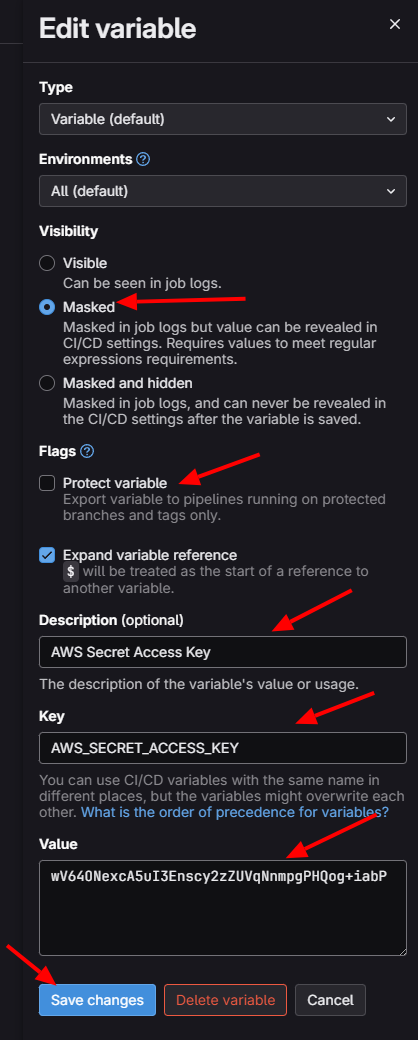 Edit variable
Type
Variable (default)
Environments
All (default)
Visibility
Visible
Can be seen in job logs.
Masked
Masked in job logs but value can be revealed in
CI/CD settings. Requires values to meet regular
expressions requirements.
Masked and hidden
Masked in job logs, and can never be revealed in
the CI/CD settings after the variable is saved.
Flags
Protect variable
Export variable to pipelines running on protected
branches and tags only.
Expand variable reference
$ will be treated as the start of a reference to
another variable.
Description (optional)
AWS Secret Access Key
The description of the variable's value or usage.
Key
AWS_SECRET_ACCESS_KEY
You can use CI/CD variables with the same name in
different places, but the variables might overwrite each
other. What is the order of precedence for variables?
Value
wV64ONexcA5uI3Enscy2zZUVqNnmpgPHQog+iabP
Save changes
Delete variable
Cancel